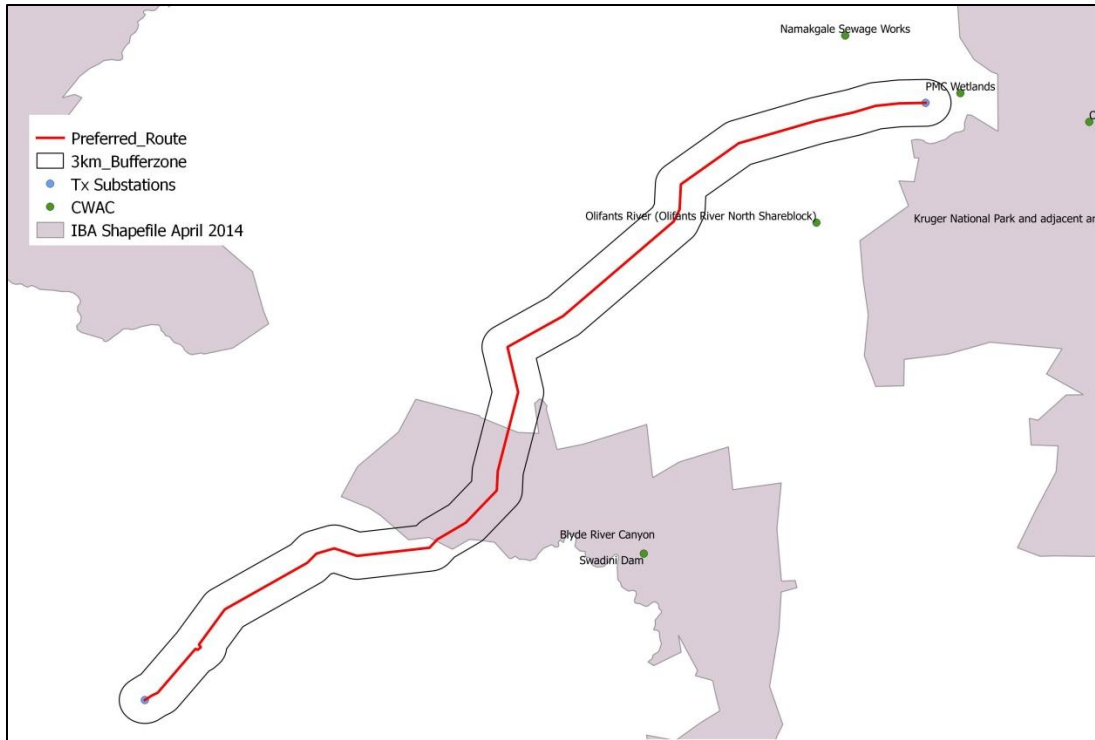 Namakgale Sewage Works
PMC Wetlands
Preferred_Route
3km_Bufferzone
Tx Substations
CWAC
IBA Shapefile April 2014
Olifants River (Olifants River North Shareblock)
Kruger National Park and adjacent
Blyde River Canyon
Swadini Dam